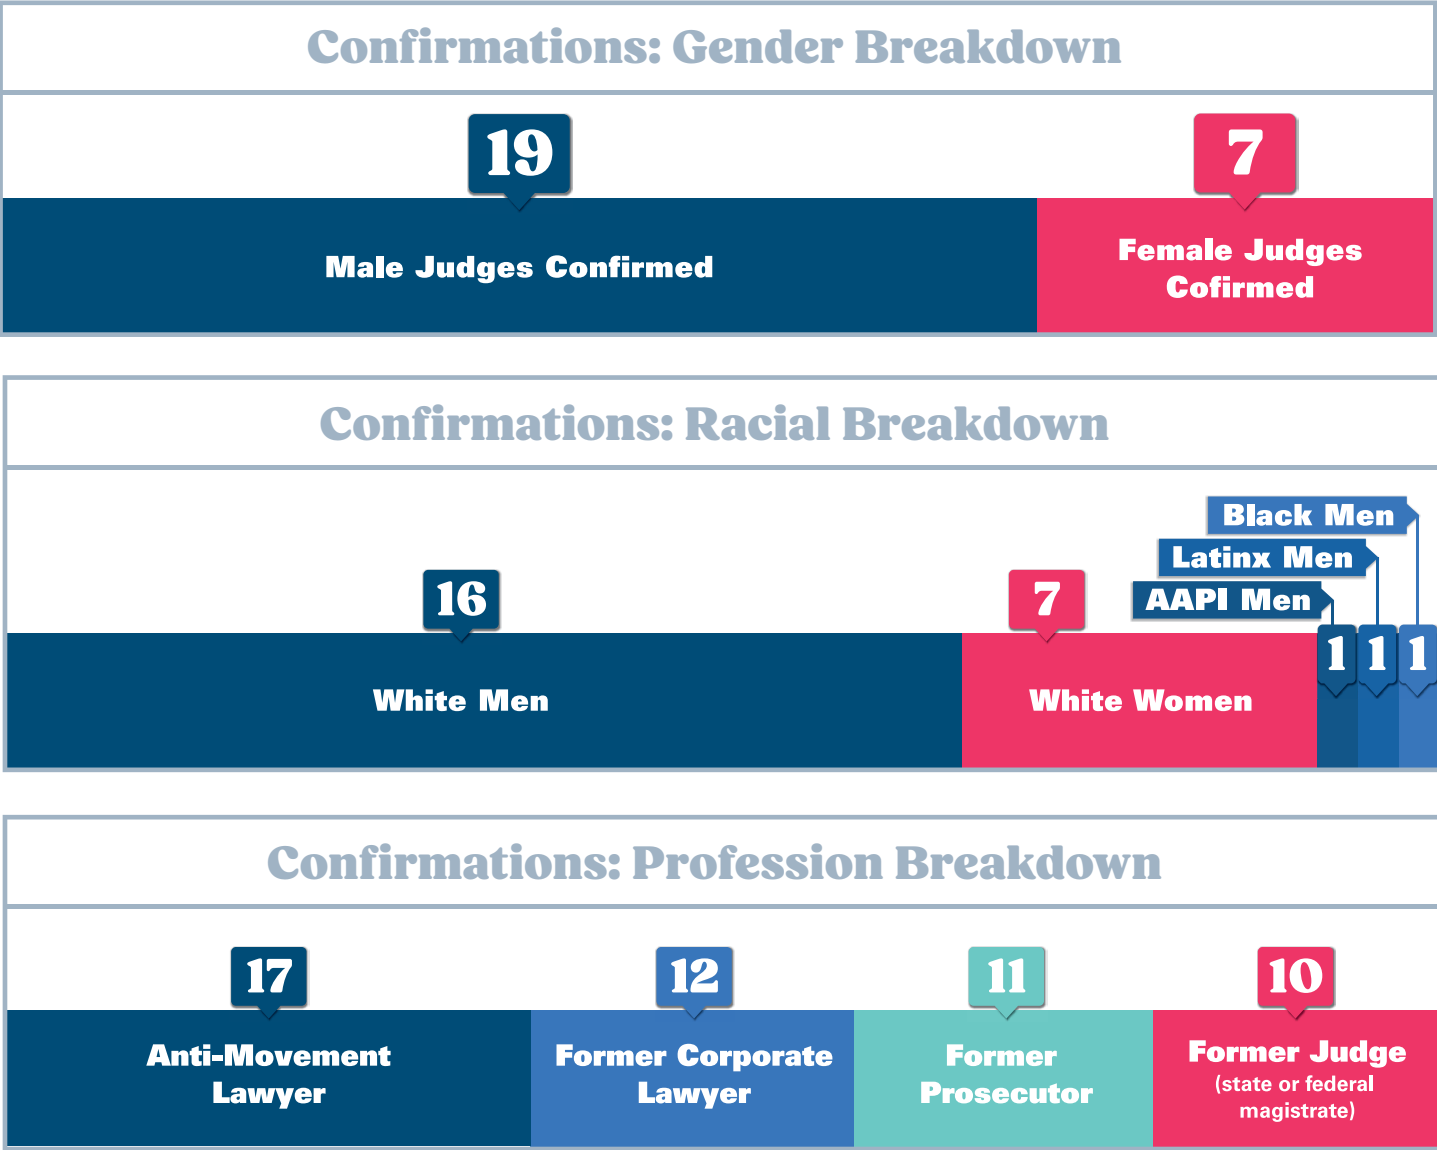 Confirmations: Gender Breakdown
19
7
Male Judges Confirmed
Female Judges
Cofirmed
Confirmations: Racial Breakdown
Black Men
Latinx Men
AAPI Men
16
7
1
1
1
White Men
White Women
Confirmations: Profession Breakdown
17
12
11
10
Anti-Movement
Lawyer
Former Corporate
Lawyer
Former
Prosecutor
Former Judge
(state or federal
magistrate)